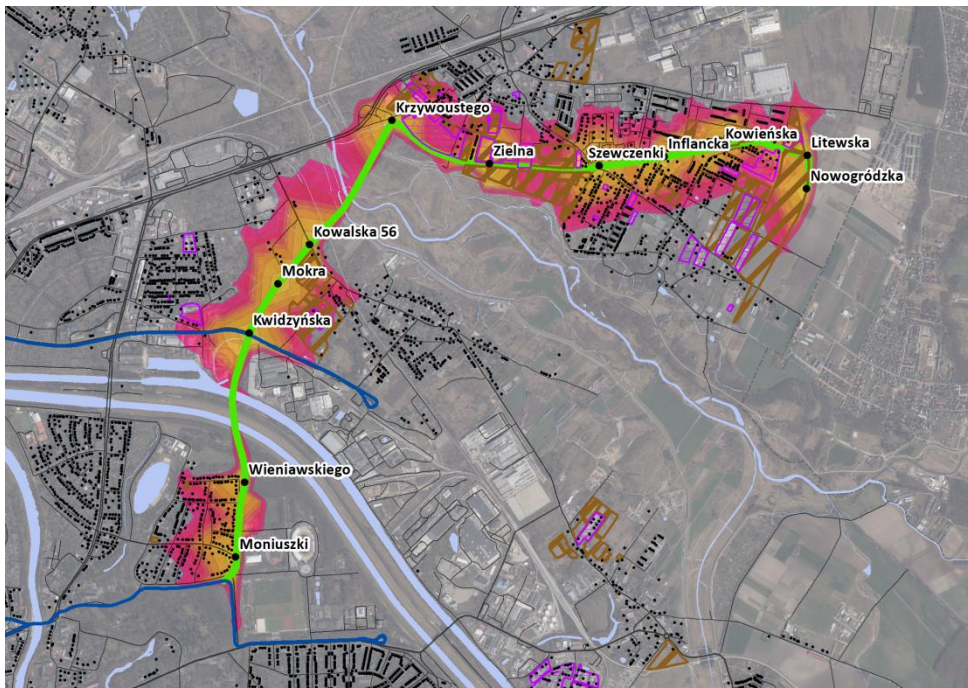 Krzywoustego
Kowieńska
Inflancka
Litewska
Szewczenki
Zielna
Nowogródzka
Kowalska 56
Mokra
Kwidzyńska
Wieniawskiego
Moniuszki